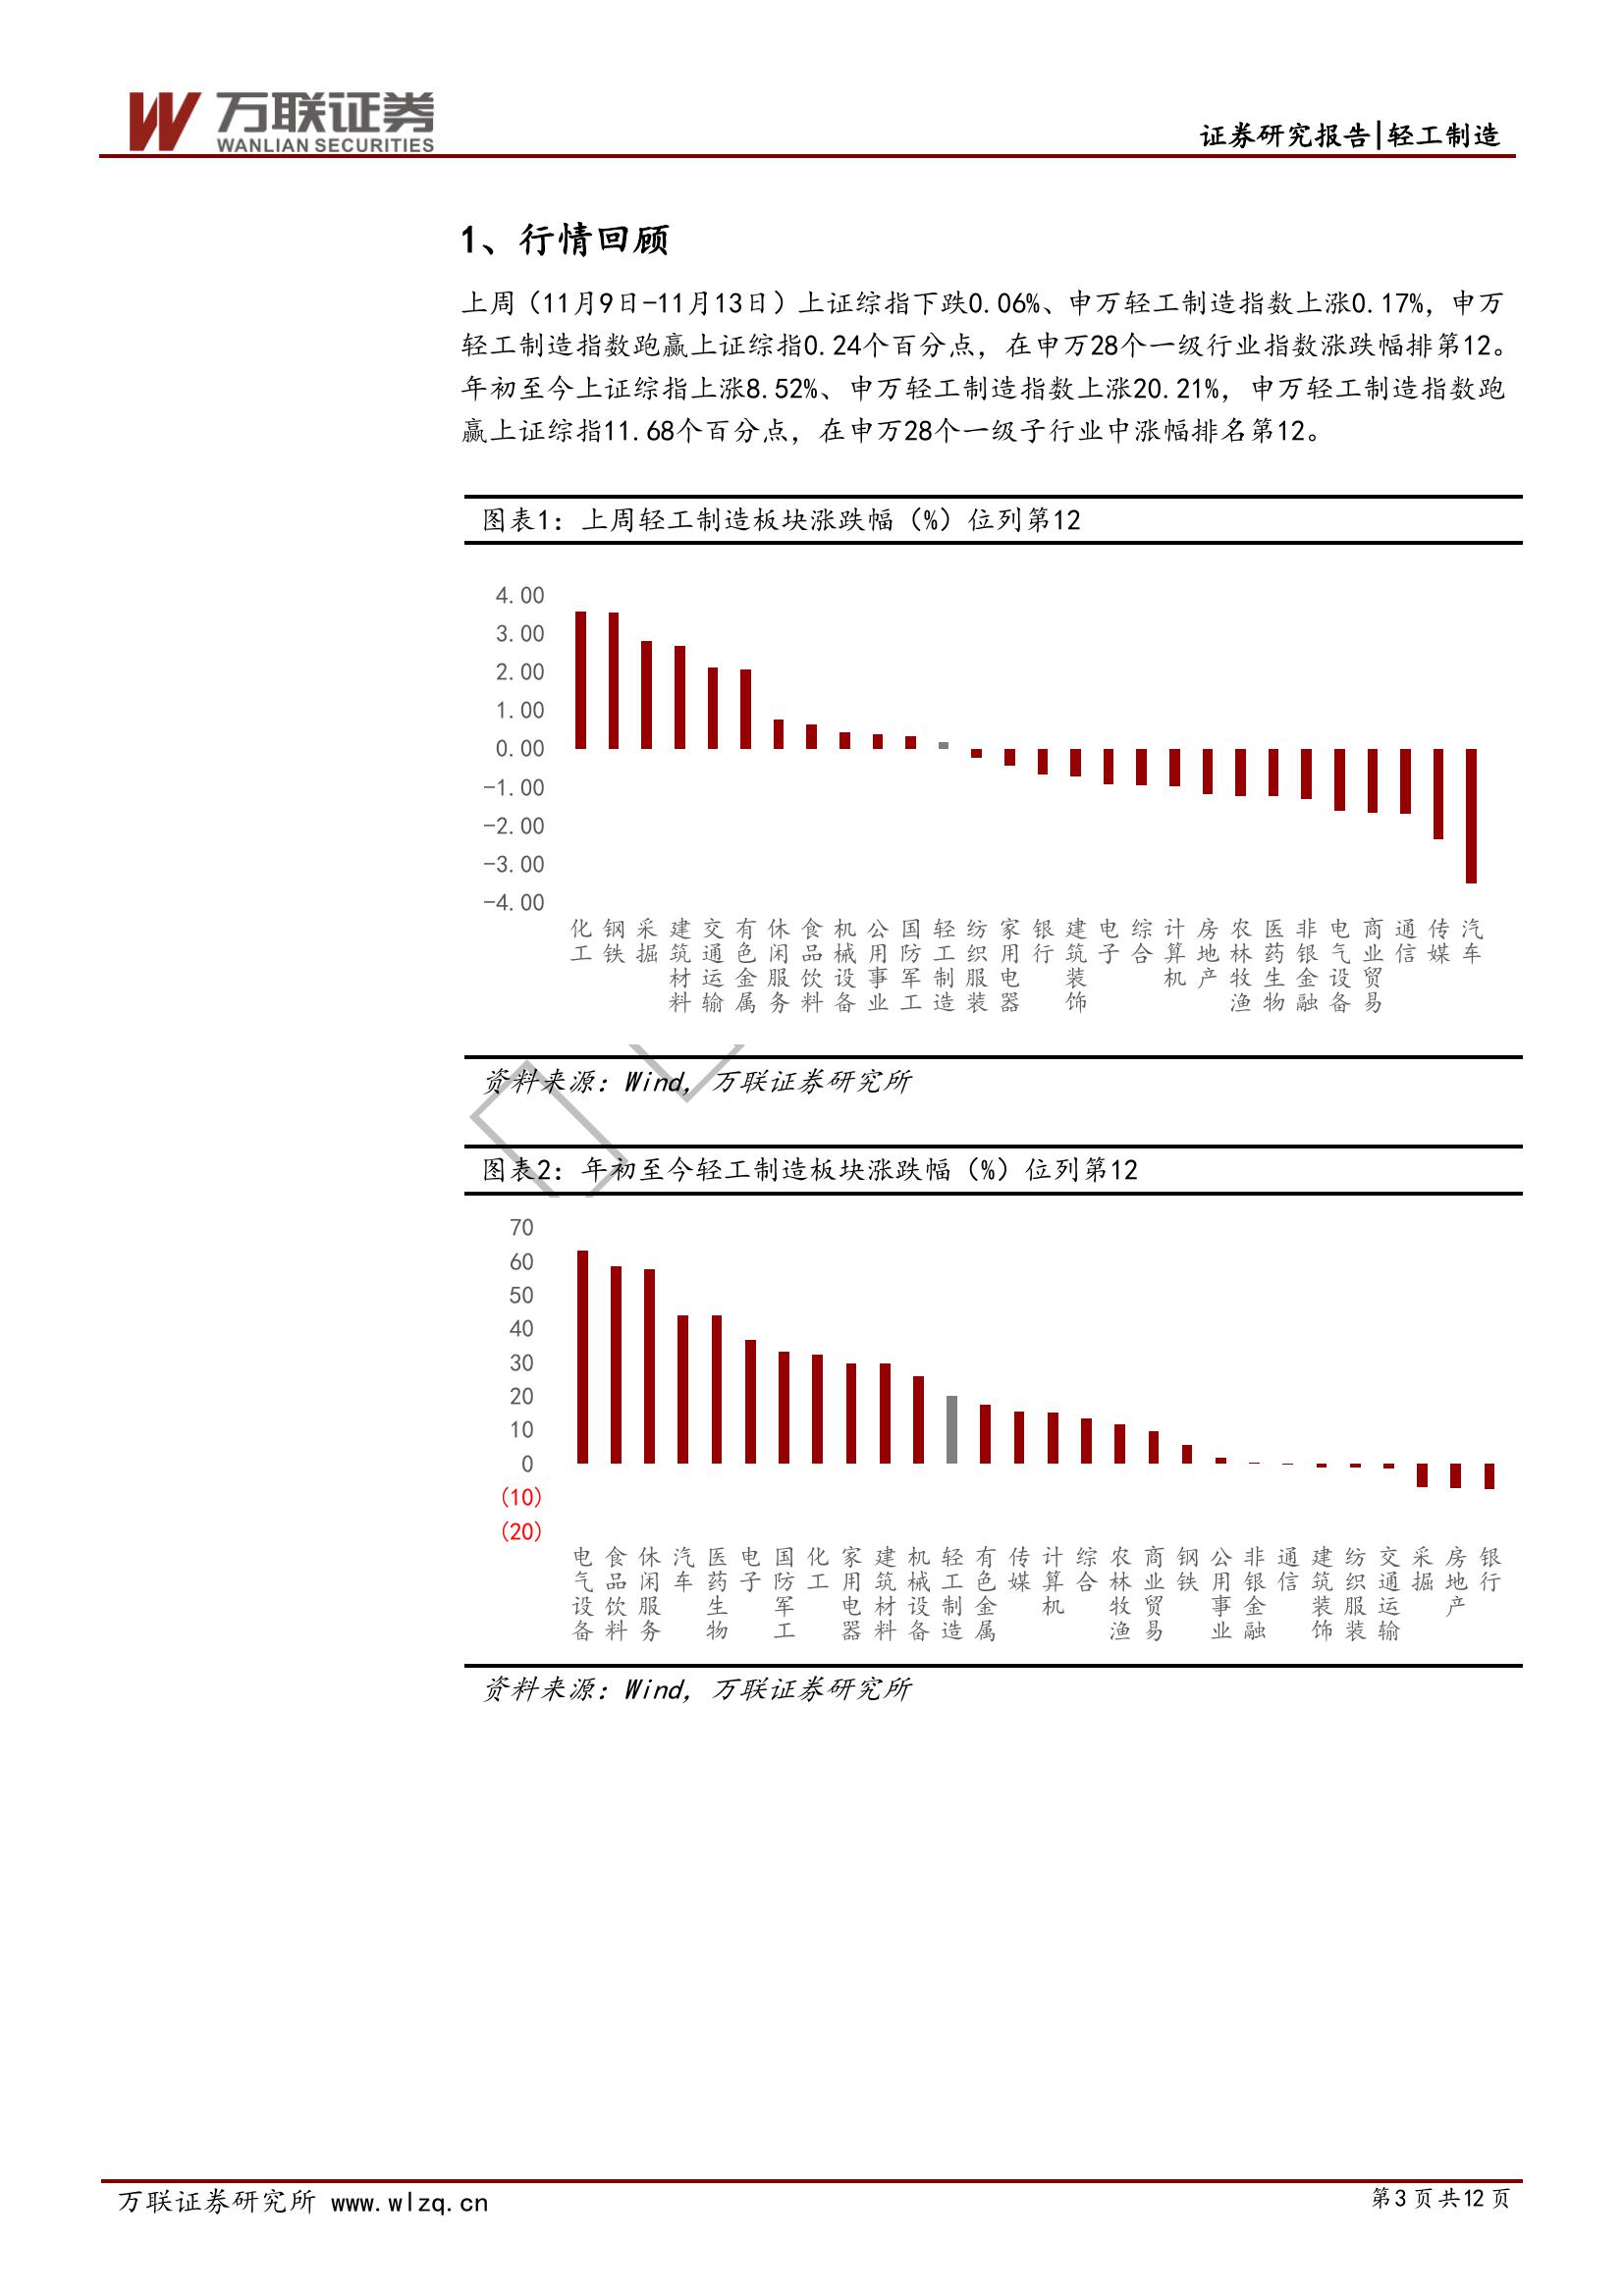 万联证券
WANLIAN SECURITIES
证券研究报告|轻工制造
1、行情回顾
上周（11月9日-11月13日）上证综指下跌0.06%、申万轻工制造指数上涨0.17%，申万
轻工制造指数跑赢上证综指0.24个百分点，在申万28个一级行业指数涨跌幅排第12。
年初至今上证综指上涨8.52%、申万轻工制造指数上涨20.21%，申万轻工制造指数跑
赢上证综指11.68个百分点，在申万28个一级子行业中涨幅排名第12。
图表1：上周轻工制造板块涨跌幅（%）位列第12
4.00
3.00
2.00
1.00
0.00
-1.00
-2.00
-3.00
-4.00
化工 钢铁 采掘 建筑材料 交通运输 有色金属 休闲服务 食品饮料 机械设备 公用事业 国防军工 轻工制造 纺织服装 家用电器 银行 建筑装饰 电子 综合 计算机 房地产 农林牧渔 医药生物 非银金融 电气设备 商业贸易 通信 传媒 汽车
资料来源：Wind，万联证券研究所
图表2：年初至今轻工制造板块涨跌幅（%）位列第12
70
60
50
40
30
20
10
0
(10)
(20)
电气设备 食品饮料 休闲服务 汽车 医药生物 电子 国防军工 化工 家用电器 建筑材料 机械设备 轻工制造 有色金属 传媒 计算机 综合 农林牧渔 商业贸易 钢铁 公用事业 非银金融 通信 建筑装饰 纺织服装 交通运输 采掘 房地产 银行
资料来源：Wind，万联证券研究所
万联证券研究所 www.wlzq.cn
第3页共12页